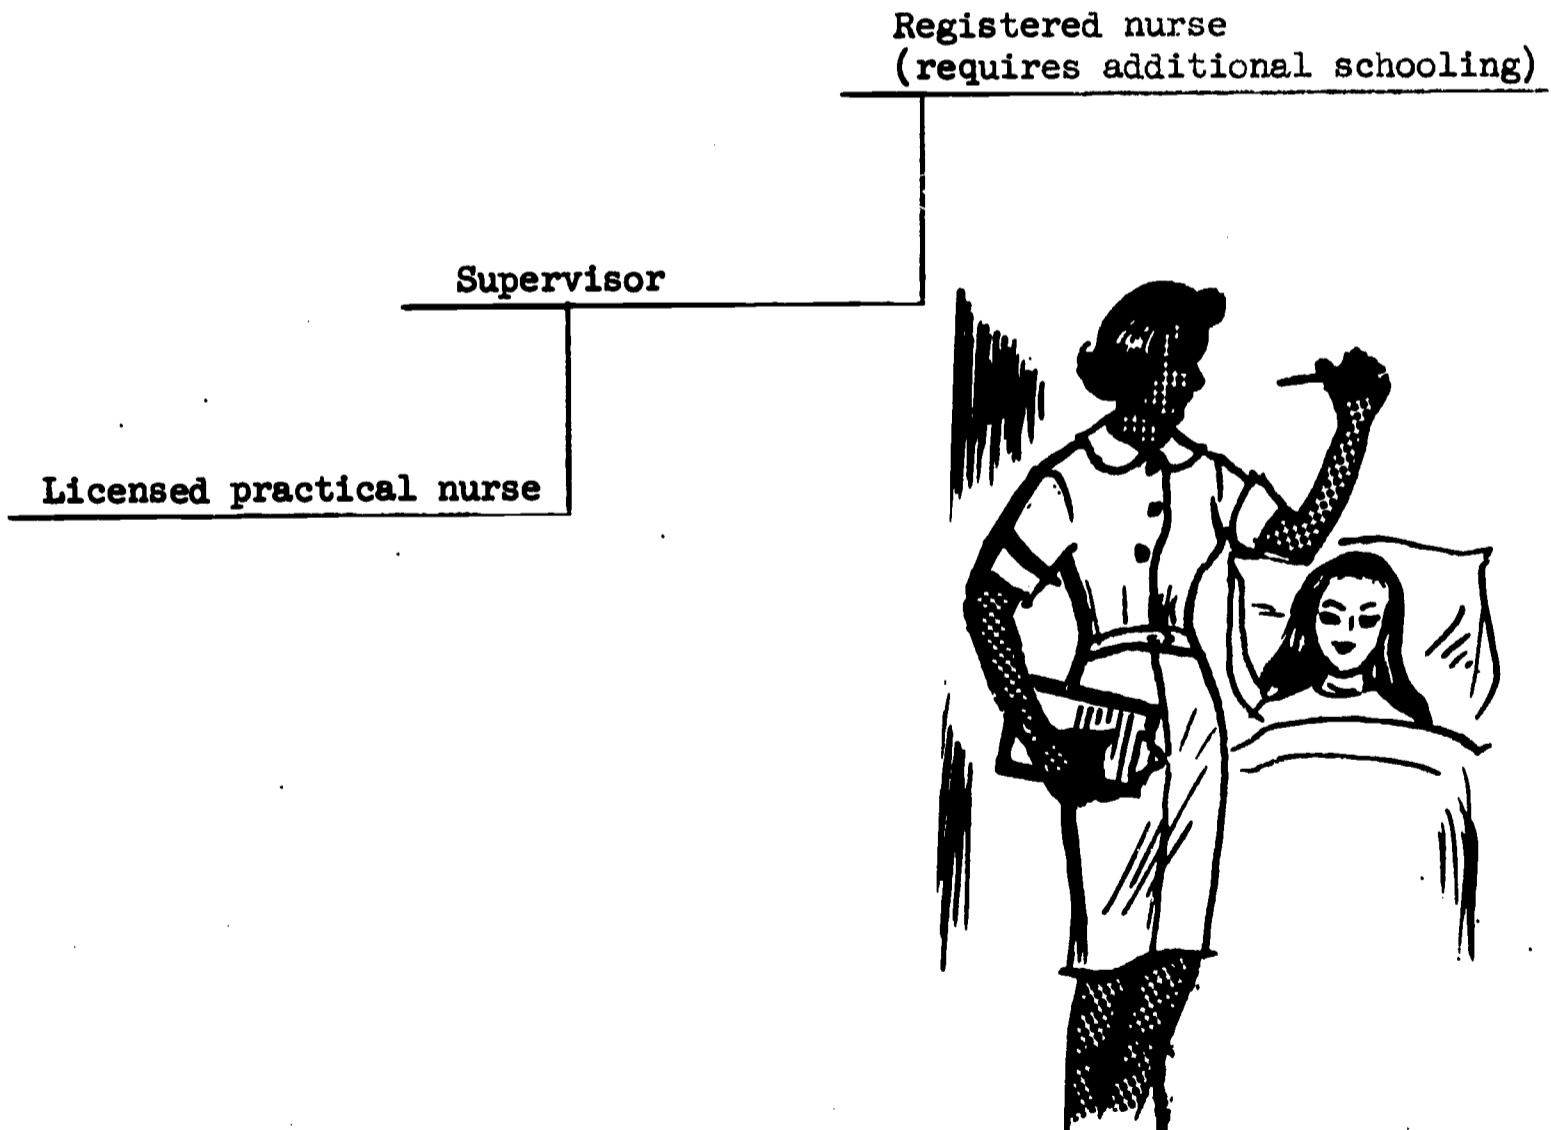 Registered nurse
(requires additional schooling)
Supervisor
Licensed practical nurse